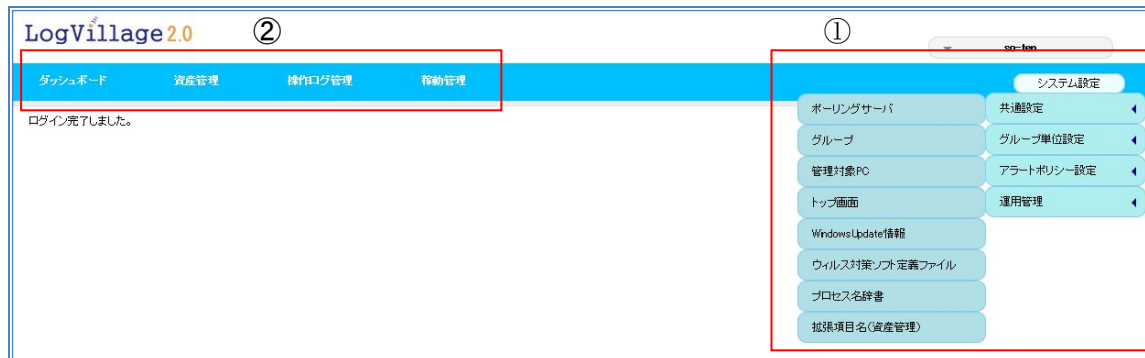 LogVillage2.0
②
①
so-ten
ダッシュボード 資産管理 操作ログ管理 稼動管理
システム設定
ログイン完了しました。
ポーリングサーバ 共通設定
グループ グループ単位設定
管理対象PC アラートポリシー設定
トップ画面 運用管理
WindowsUpdate情報
ウィルス対策ソフト定義ファイル
プロセス名辞書
拡張項目名(資産管理)